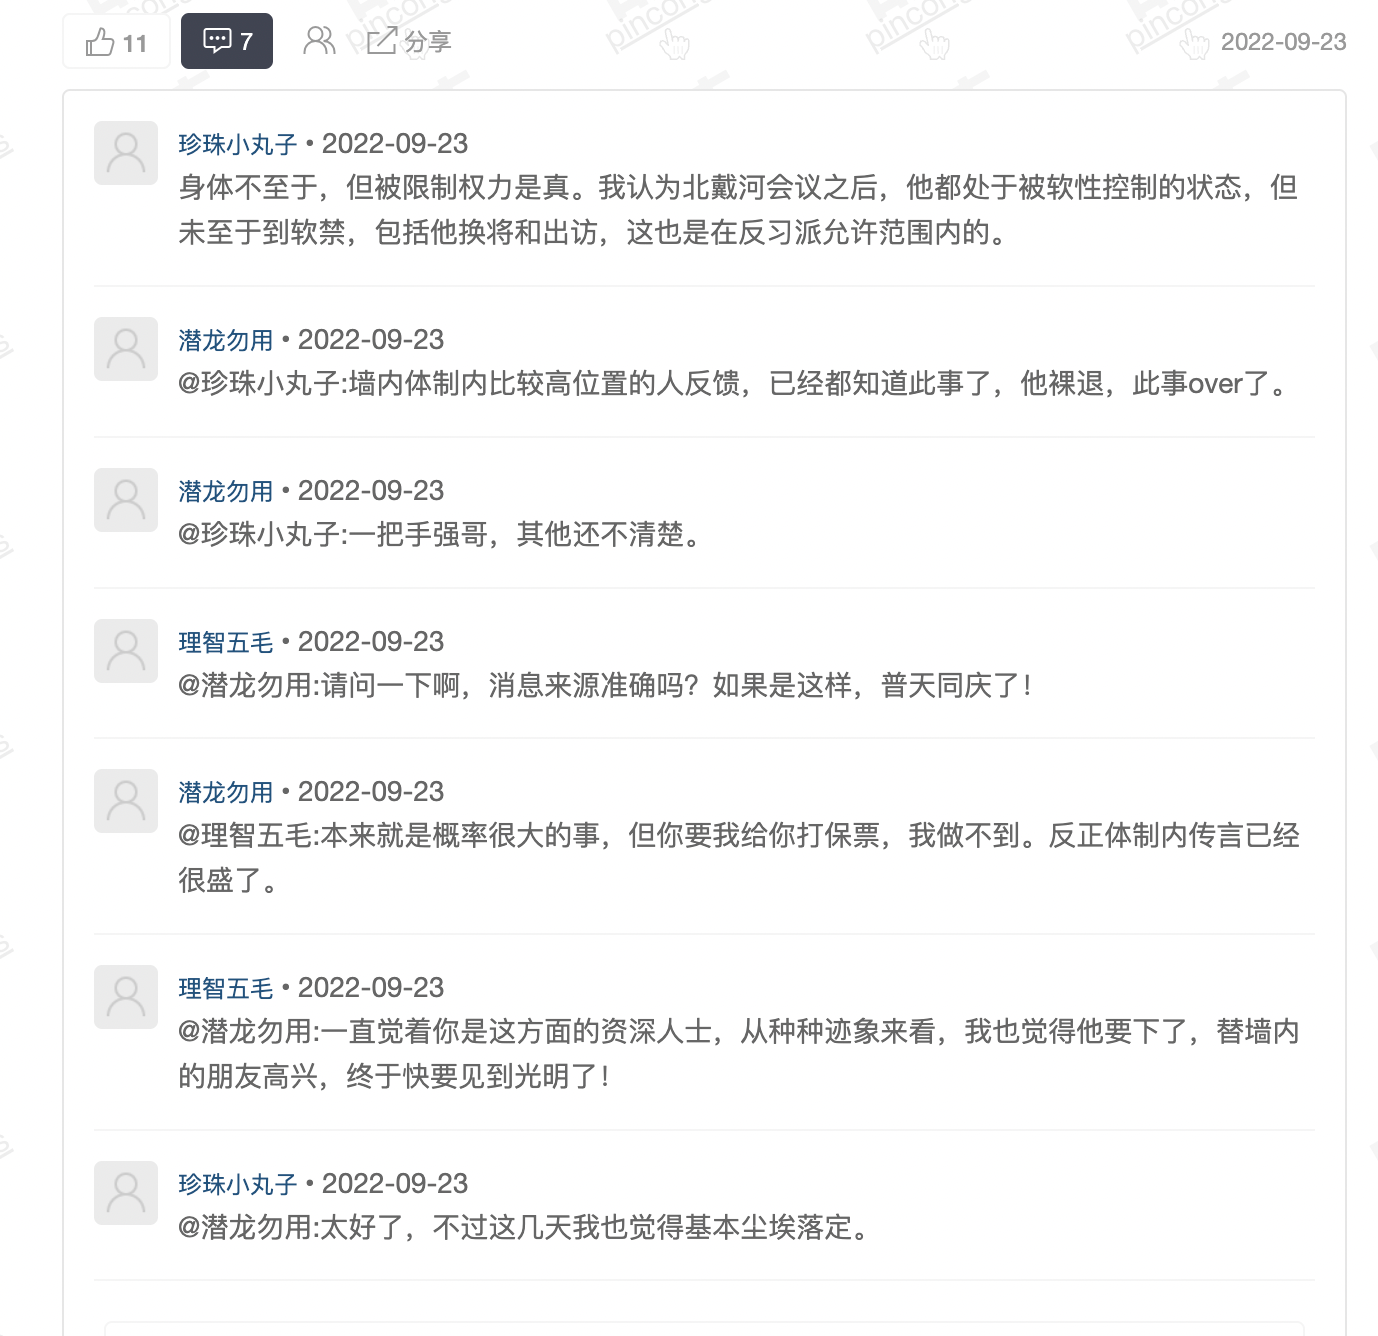 11 7 分享 2022-09-23
珍珠小丸子 • 2022-09-23
身体不至于，但被限制权力是真。我认为北戴河会议之后，他都处于被软性控制的状态，但
未至于到软禁，包括他换将和出访，这也是在反习派允许范围内的。
潜龙勿用 • 2022-09-23
@珍珠小丸子:墙内体制内比较高位置的人反馈，已经都知道此事了，他裸退，此事over了。
潜龙勿用 • 2022-09-23
@珍珠小丸子:一把手强哥，其他还不清楚。
理智五毛 • 2022-09-23
@潜龙勿用:请问一下啊，消息来源准确吗？如果是这样，普天同庆了！
潜龙勿用 • 2022-09-23
@理智五毛:本来就是概率很大的事，但你要我给你打保票，我做不到。反正体制内传言已经
很盛了。
理智五毛 • 2022-09-23
@潜龙勿用:一直觉着你是这方面的资深人士，从种种迹象来看，我也觉得他要下了，替墙内
的朋友高兴，终于快要见到光明了！
珍珠小丸子 • 2022-09-23
@潜龙勿用:太好了，不过这几天我也觉得基本尘埃落定。